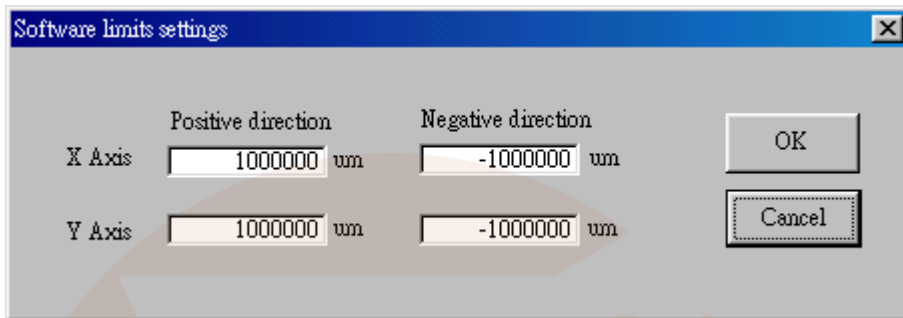 Software limits settings
Positive direction Negative direction
X Axis 1000000 um -1000000 um OK
Y Axis 1000000 um -1000000 um Cancel